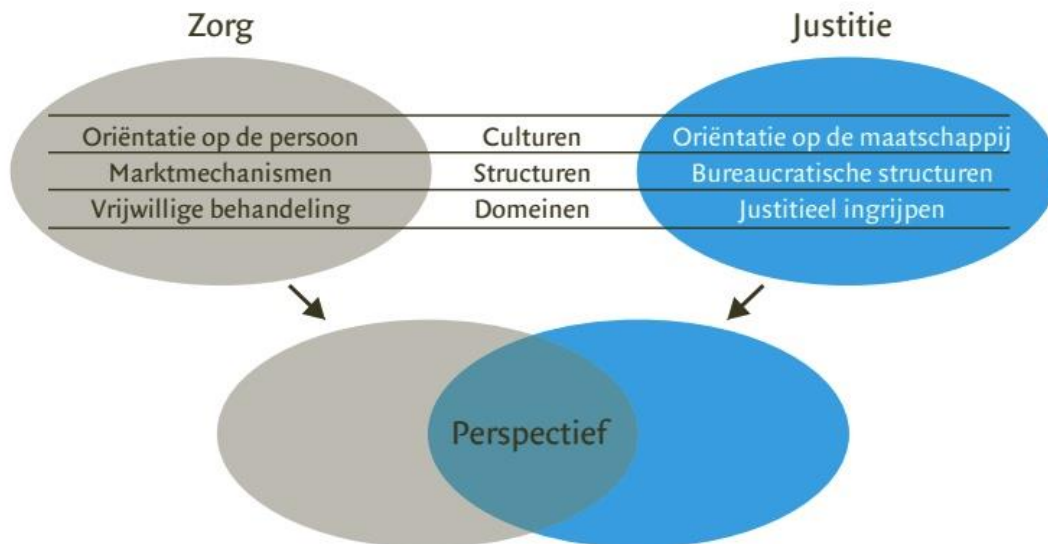 Zorg Justitie
Oriëntatie op de persoon Culturen Oriëntatie op de maatschappij
Marktmechanismen Structuren Bureaucratische structuren
Vrijwillige behandeling Domeinen Justitieel ingrijpen
Perspectief